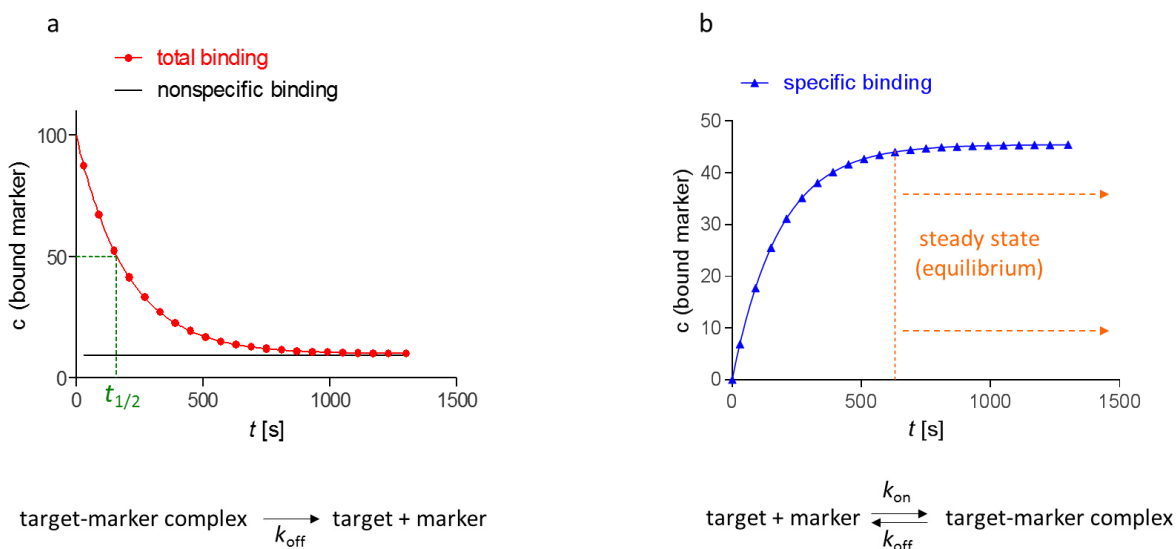 a
total binding
nonspecific binding
100
50
0
c (bound marker)
0
t1/2
500
1000
1500
t [s]
target-marker complex
koff
target + marker
b
specific binding
50
40
30
20
10
0
c (bound marker)
steady state
(equilibrium)
0
500
1000
1500
t [s]
target + marker
kon
koff
target-marker complex